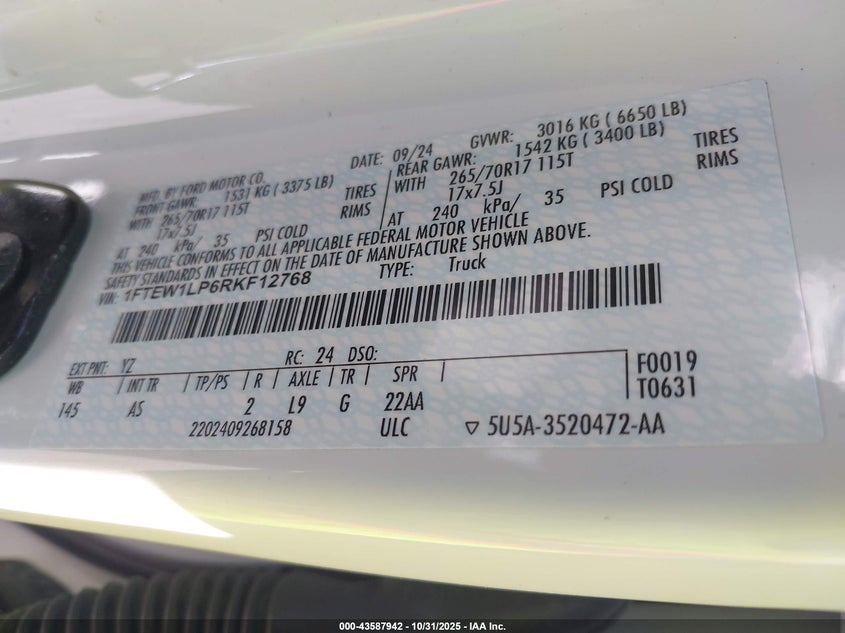 MFD. BY FORD MOTOR CO.
DATE: 09/24 GVWR: 3016 KG ( 6650 LB)
FRONT GAWR: 1531 KG ( 3375 LB)
REAR GAWR: 1542 KG ( 3400 LB)
WITH 265/70R17 115T TIRES
WITH 265/70R17 115T TIRES
17x7.5J RIMS
17x7.5J RIMS
AT 240 kPa/ 35 PSI COLD
AT 240 kPa/ 35 PSI COLD
THIS VEHICLE CONFORMS TO ALL APPLICABLE FEDERAL MOTOR VEHICLE
SAFETY STANDARDS IN EFFECT ON THE DATE OF MANUFACTURE SHOWN ABOVE.
VIN: 1FTEW1LP6RKF12768 TYPE: Truck
EXT PNT: YZ RC: 24 DSO:
WB | INT TR | TP/PS | R | AXLE | TR | SPR
145 AS 2 L9 G 22AA
F0019
T0631
2202409268158 ULC ▽ 5U5A-3520472-AA
000-43587942 | 10/31/2025 | IAA Inc.